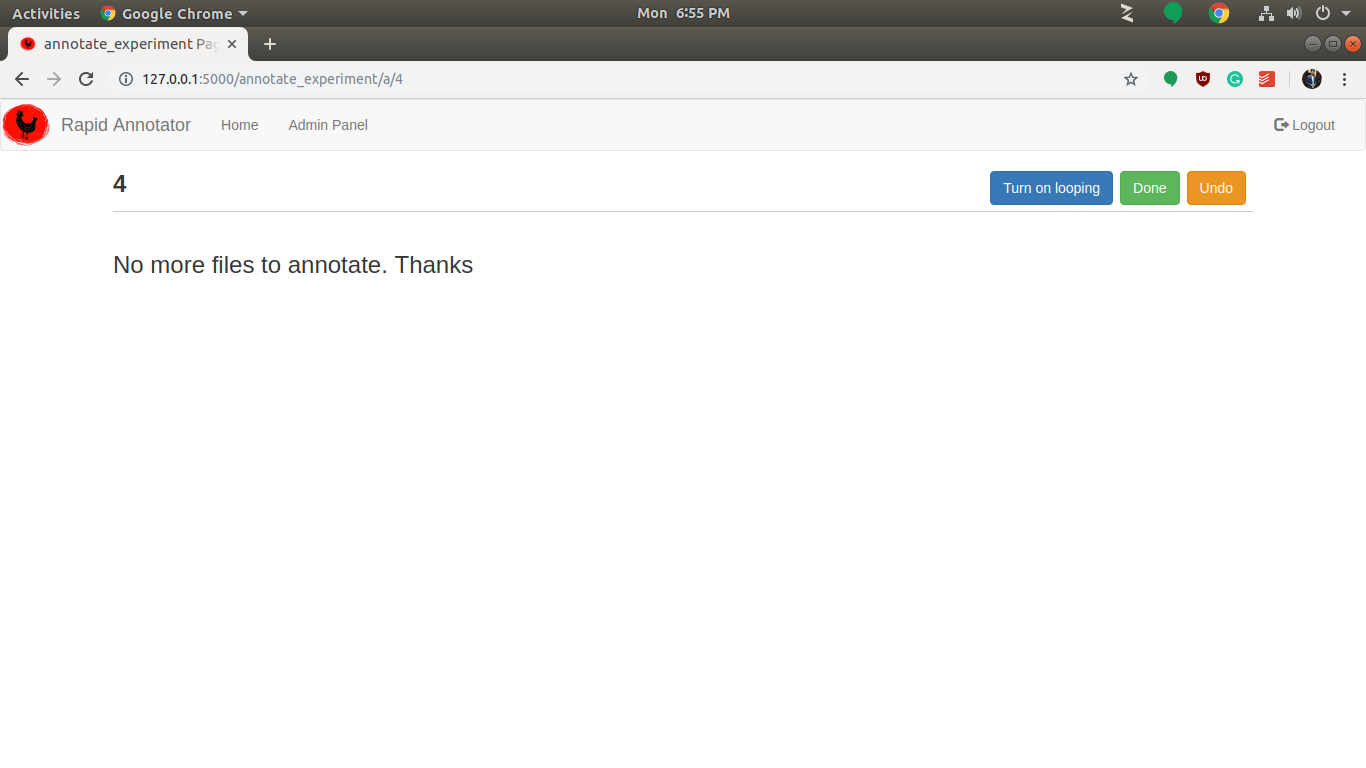 Activities Google Chrome Mon 6:55 PM
annotate_experiment Pag
127.0.0.1:5000/annotate_experiment/a/4
Rapid Annotator Home Admin Panel Logout
4 Turn on looping Done Undo
No more files to annotate. Thanks